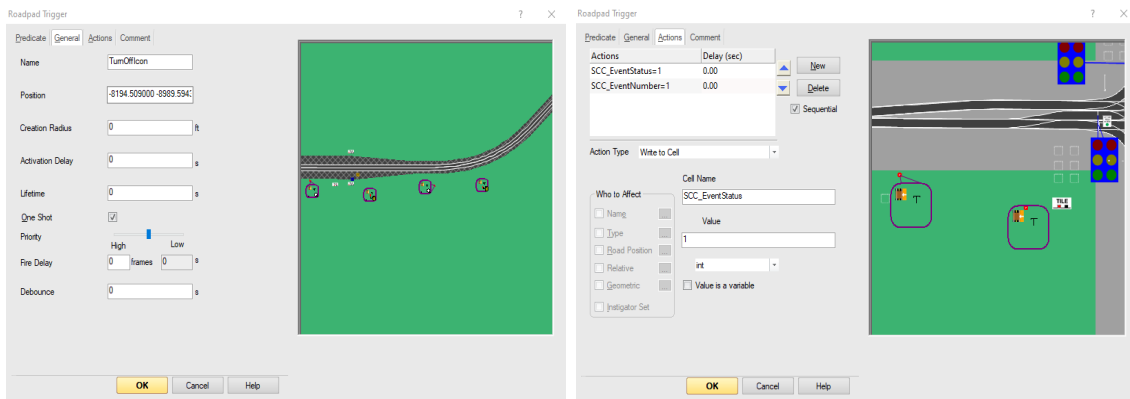 Roadpad Trigger
Predicate General Actions Comment
Name TurnOffIcon
Position -8194.509000 -8989.5943
Creation Radius 0 ft
Activation Delay 0 s
Lifetime 0 s
One Shot
Priority
High Low
Fire Delay 0 frames 0 s
Debounce 0 s
OK Cancel Help
Roadpad Trigger
Predicate General Actions Comment
Actions Delay (sec)
SCC_EventStatus=1 0.00
SCC_EventNumber=1 0.00
New
Delete
Sequential
Action Type Write to Cell
Cell Name
Who to Affect
SCC_EventStatus
Name
Value
Type
1
Road Position
Relative
int
Geometric
Value is a variable
Instigator Set
TILE
OK Cancel Help